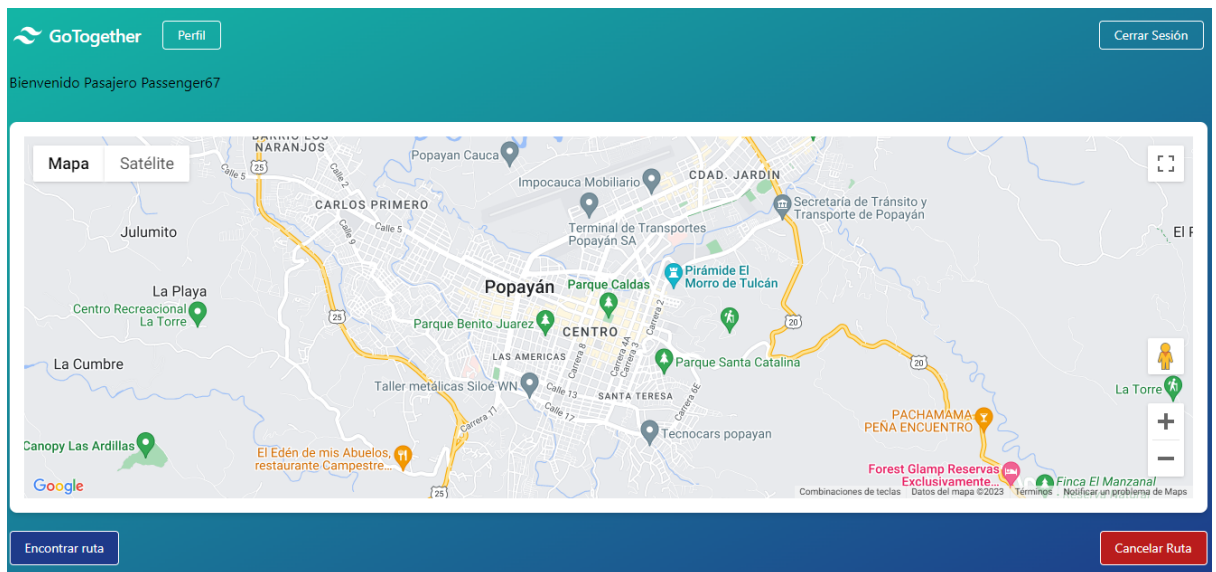 GoTogether
Perfil
Cerrar Sesión
Bienvenido Pasajero Passenger67
Mapa
Satélite
BARRIO LOS
NARANJOS
Calle 5
25
Calle 2
Popayan Cauca
Impocauca Mobiliario
CDAD. JARDIN
CARLOS PRIMERO
Calle 9
Calle 5
Secretaría de Tránsito y
Transporte de Popayán
Julumito
Terminal de Transportes
Popayán SA
El
Pirámide El
Morro de Tulcán
Popayán
Parque Caldas
La Playa
Centro Recreacional
La Torre
25
Parque Benito Juarez
CENTRO
Carrera 2
20
LAS AMERICAS
Carrera 8
Carrera 4A
Carrera 3
Parque Santa Catalina
La Cumbre
20
Taller metálicas Siloé WN
Calle 13
SANTA TERESA
Carrera 6E
La Torre
Carrera 17
Calle 17
PACHAMAMA
PEÑA ENCUENTRO
Tecnocars popayan
Canopy Las Ardillas
El Edén de mis Abuelos,
restaurante Campestre...
Forest Glamp Reservas
Exclusivamente...
Finca El Manzanal
Google
25
Combinaciones de teclas
Datos del mapa ©2023
Términos
Notificar un problema de Maps
Encontrar ruta
Cancelar Ruta